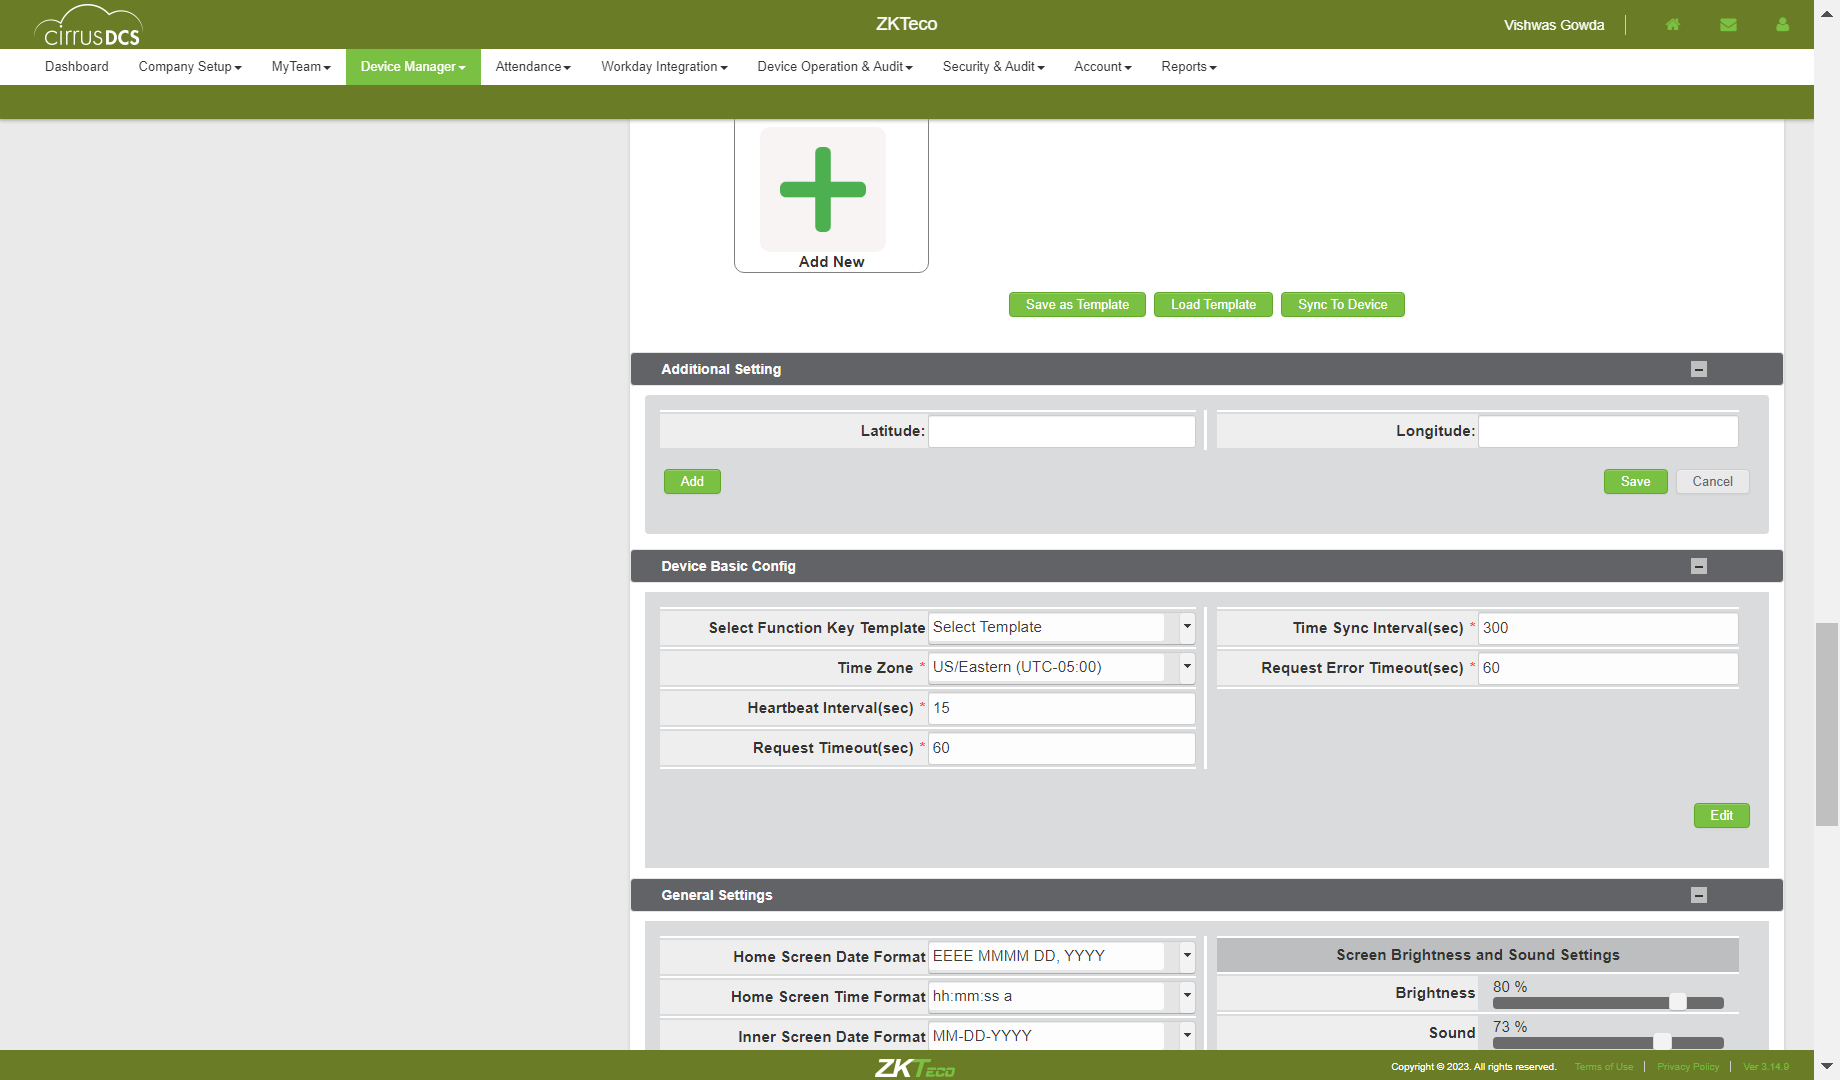 cirrusDCS
ZKTeco
Vishwas Gowda
Dashboard Company Setup MyTeam Device Manager Attendance Workday Integration Device Operation & Audit Security & Audit Account Reports
Add New
Save as Template Load Template Sync To Device
Additional Setting
Latitude: Longitude:
Add Save Cancel
Device Basic Config
Select Function Key Template Select Template Time Sync Interval(sec) * 300
Time Zone * US/Eastern (UTC-05:00) Request Error Timeout(sec) * 60
Heartbeat Interval(sec) * 15
Request Timeout(sec) * 60
Edit
General Settings
Home Screen Date Format EEEE MMMM DD, YYYY Screen Brightness and Sound Settings
Home Screen Time Format hh:mm:ss a Brightness 80 %
Inner Screen Date Format MM-DD-YYYY Sound 73 %
ZKTeco Copyright © 2023. All rights reserved. Terms of Use | Privacy Policy | Ver 3.14.9